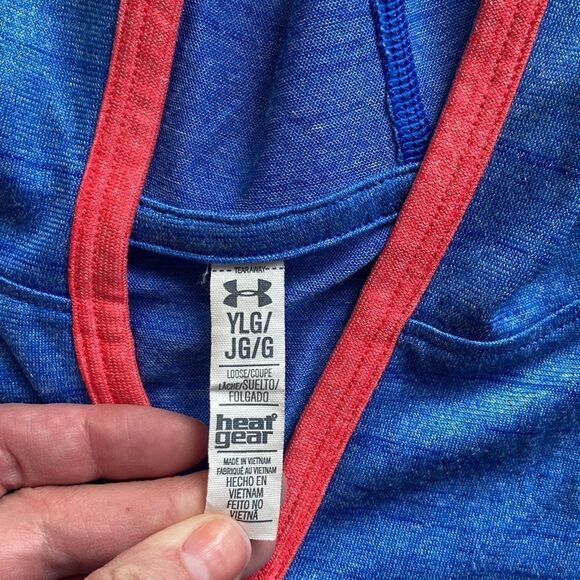 TEAR AWAY
YLG/
JG/G
LOOSE/COUPE
LÂCHE/SUELTO/
FOLGADO
heat
gear
MADE IN VIETNAM
FABRIQUÉ AU VIETNAM
HECHO EN
VIETNAM
FEITO NO
VIETNÃ